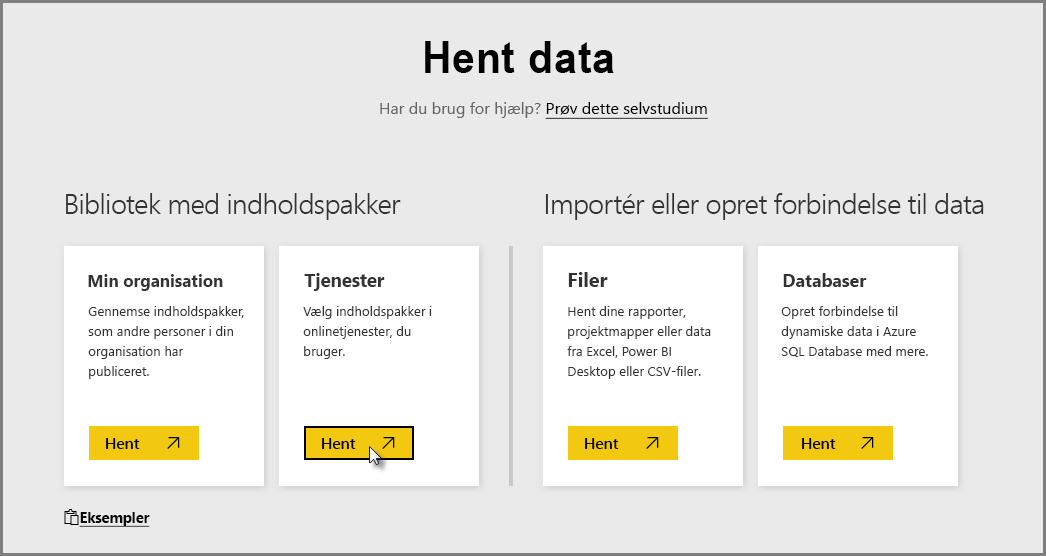 Hent data
Har du brug for hjælp? Prøv dette selvstudium
Bibliotek med indholdspakker
Importér eller opret forbindelse til data
Min organisation
Gennemse indholdspakker,
som andre personer i din
organisation har
publiceret.
Hent
Tjenester
Vælg indholdspakker i
onlinetjenester, du
bruger.
Hent
Filer
Hent dine rapporter,
projektmapper eller data
fra Excel, Power BI
Desktop eller CSV-filer.
Hent
Databaser
Opret forbindelse til
dynamiske data i Azure
SQL Database med mere.
Hent
Eksempler